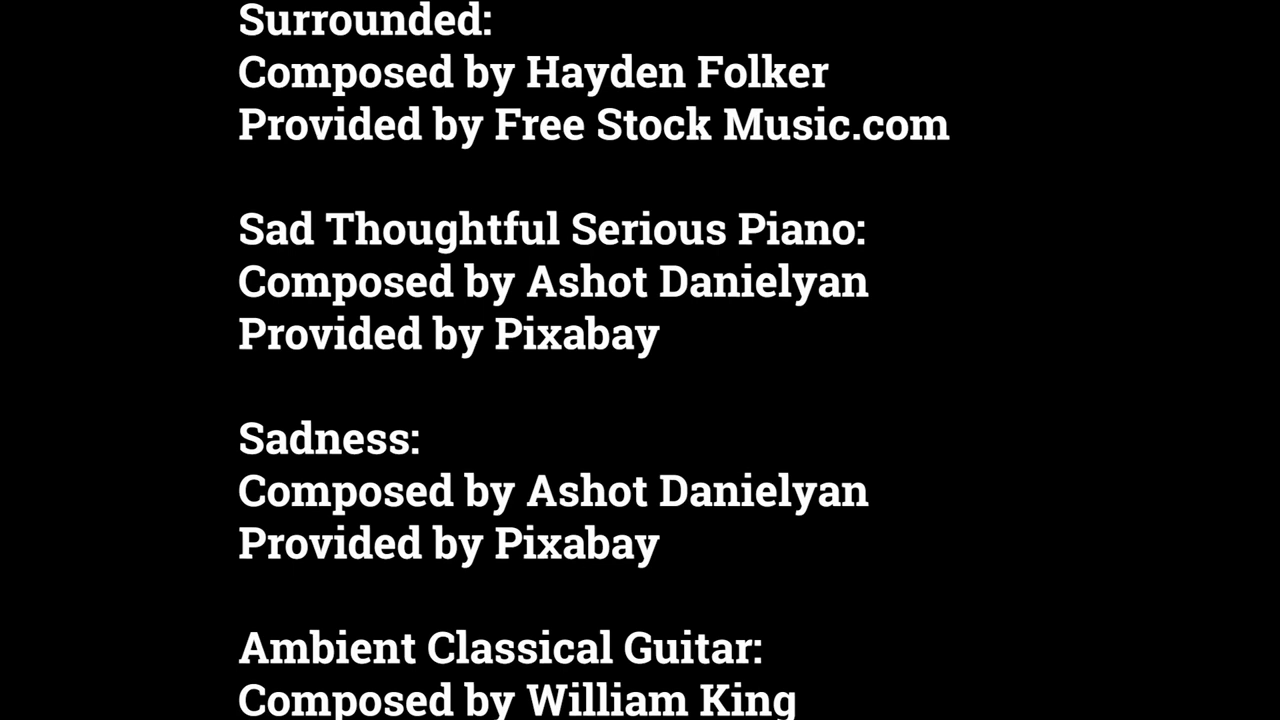 Surrounded:
Composed by Hayden Folker
Provided by Free Stock Music.com
Sad Thoughtful Serious Piano:
Composed by Ashot Danielyan
Provided by Pixabay
Sadness:
Composed by Ashot Danielyan
Provided by Pixabay
Ambient Classical Guitar:
Composed by William King